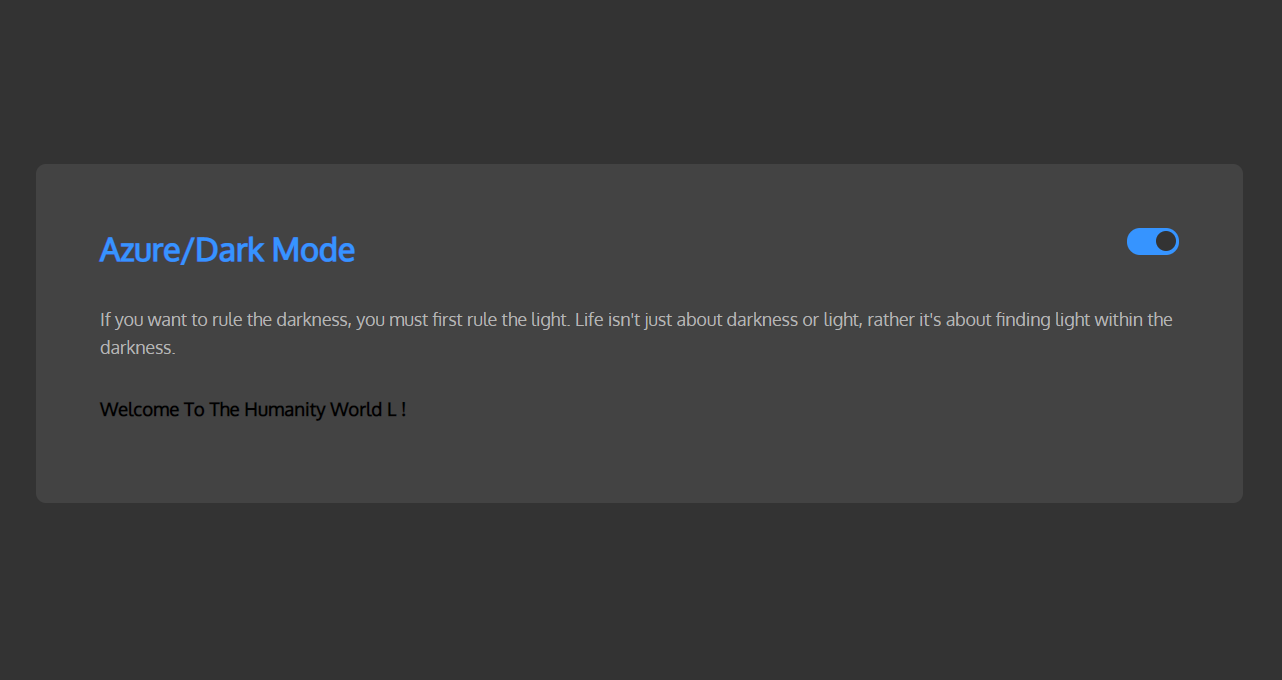 Azure/Dark Mode
If you want to rule the darkness, you must first rule the light. Life isn't just about darkness or light, rather it's about finding light within the
darkness.
Welcome To The Humanity World L !